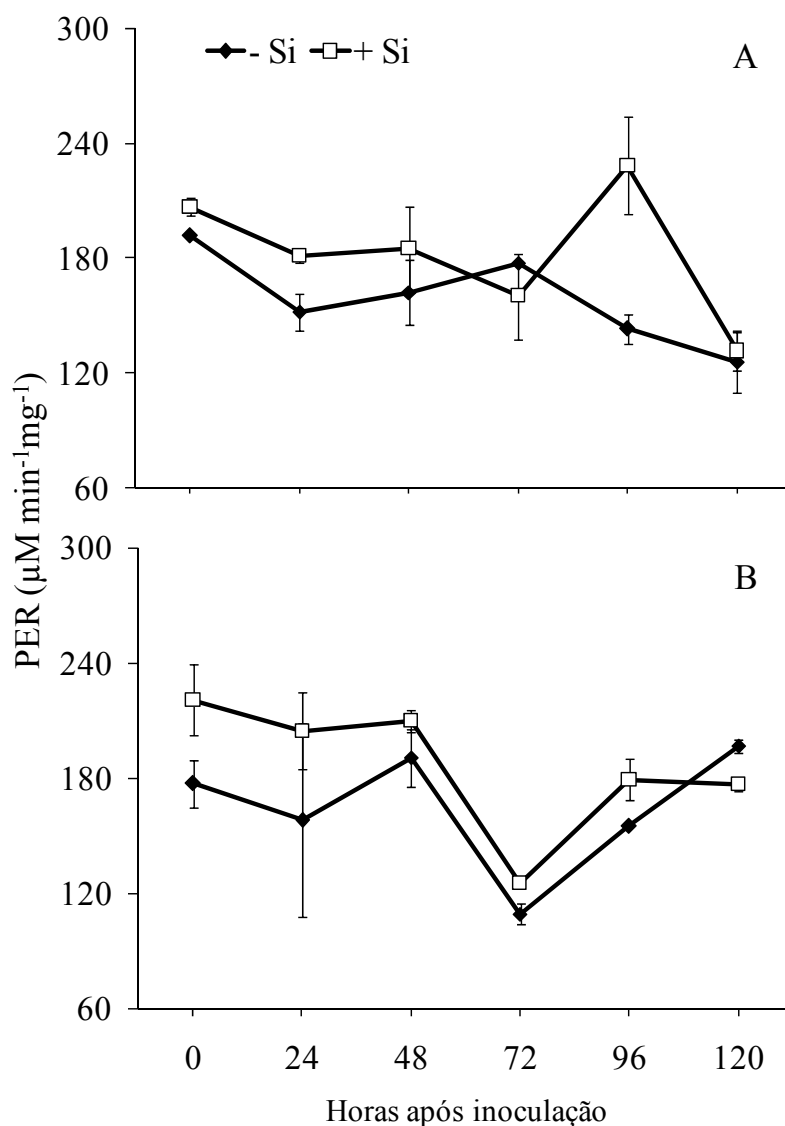 300
- Si + Si
A
240
180
120
60
PER (µM min-1mg-1)
300
B
240
180
120
60
0 24 48 72 96 120
Horas após inoculação